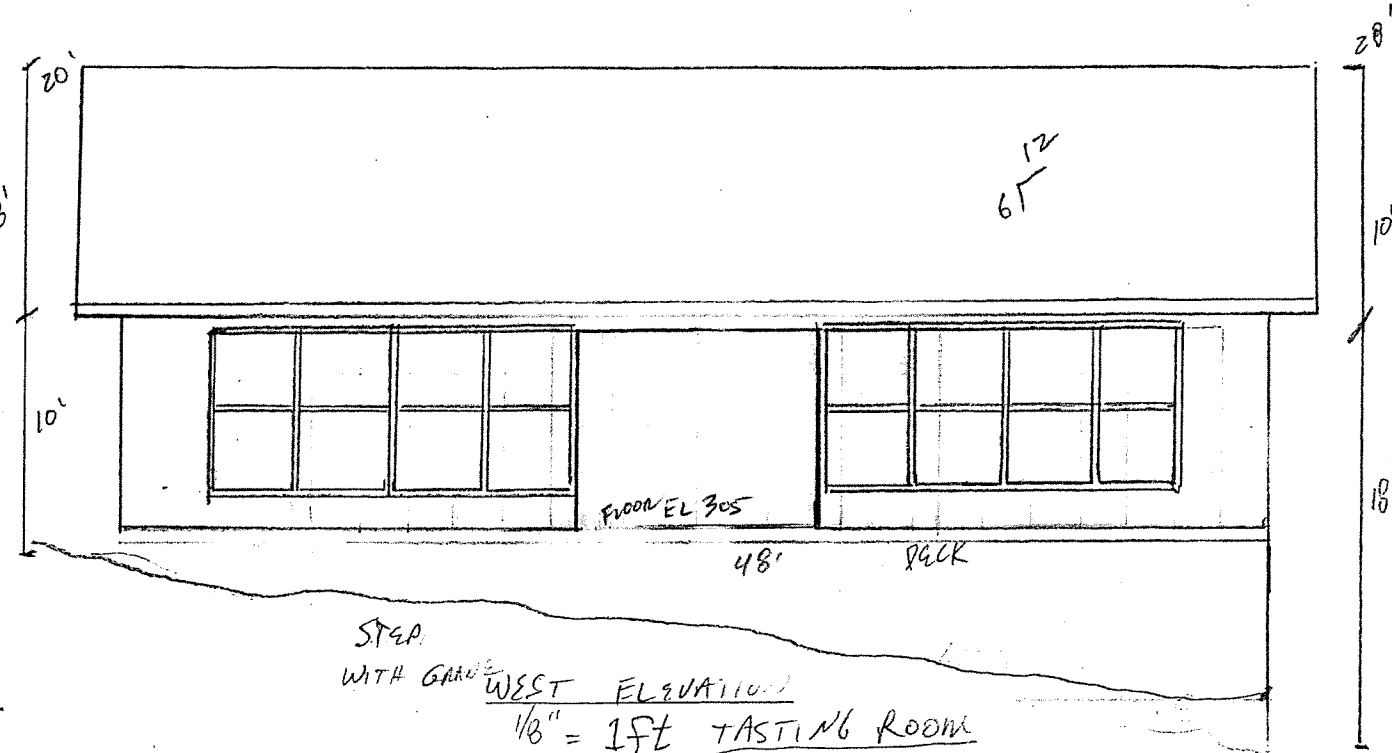 20'
28'
12
6
10'
10'
18
FLOOR EL 305
48'
DECK
STEP
WITH GRADE
WEST ELEVATION
1/8" = 1ft TASTING ROOM